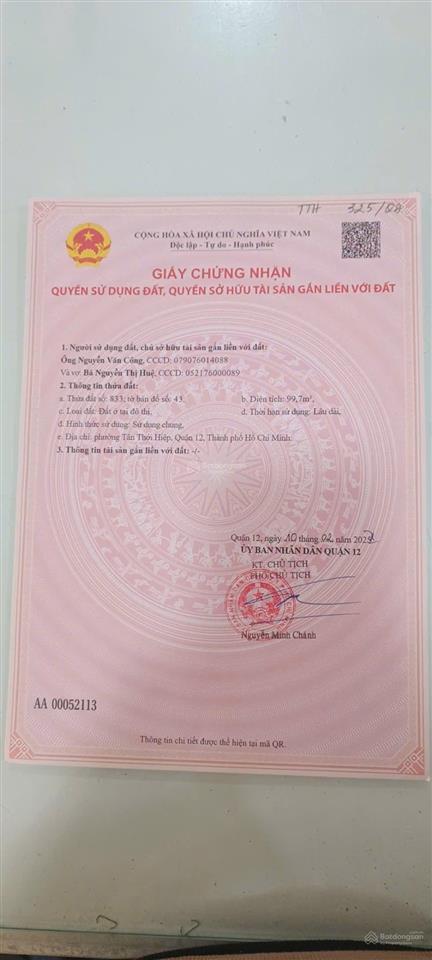 TTH 325/QA
CỘNG HÒA XÃ HỘI CHỦ NGHĨA VIỆT NAM
Độc lập - Tự do - Hạnh phúc
GIẤY CHỨNG NHẬN
QUYỀN SỬ DỤNG ĐẤT, QUYỀN SỞ HỮU TÀI SẢN GẮN LIỀN VỚI ĐẤT
1. Người sử dụng đất, chủ sở hữu tài sản gắn liền với đất:
Ông Nguyễn Văn Công, CCCD: 079076014088
Và vợ: Bà Nguyễn Thị Huệ, CCCD: 052176000089
2. Thông tin thửa đất:
a. Thửa đất số: 833; tờ bản đồ số: 43, b. Diện tích: 99,7m²,
c. Loại đất: Đất ở tại đô thị, d. Thời hạn sử dụng: Lâu dài,
đ. Hình thức sử dụng: Sử dụng chung,
e. Địa chỉ: phường Tân Thới Hiệp, Quận 12, Thành phố Hồ Chí Minh.
3. Thông tin tài sản gắn liền với đất: -/-
Quận 12, ngày 10 tháng 02 năm
ỦY BAN NHÂN DÂN QUẬN 12
KT. CHỦ TỊCH
PHÓ CHỦ TỊCH
Nguyễn Minh Chánh
AA 00052113
Thông tin chi tiết được thể hiện tại mã QR.
Batdongsan